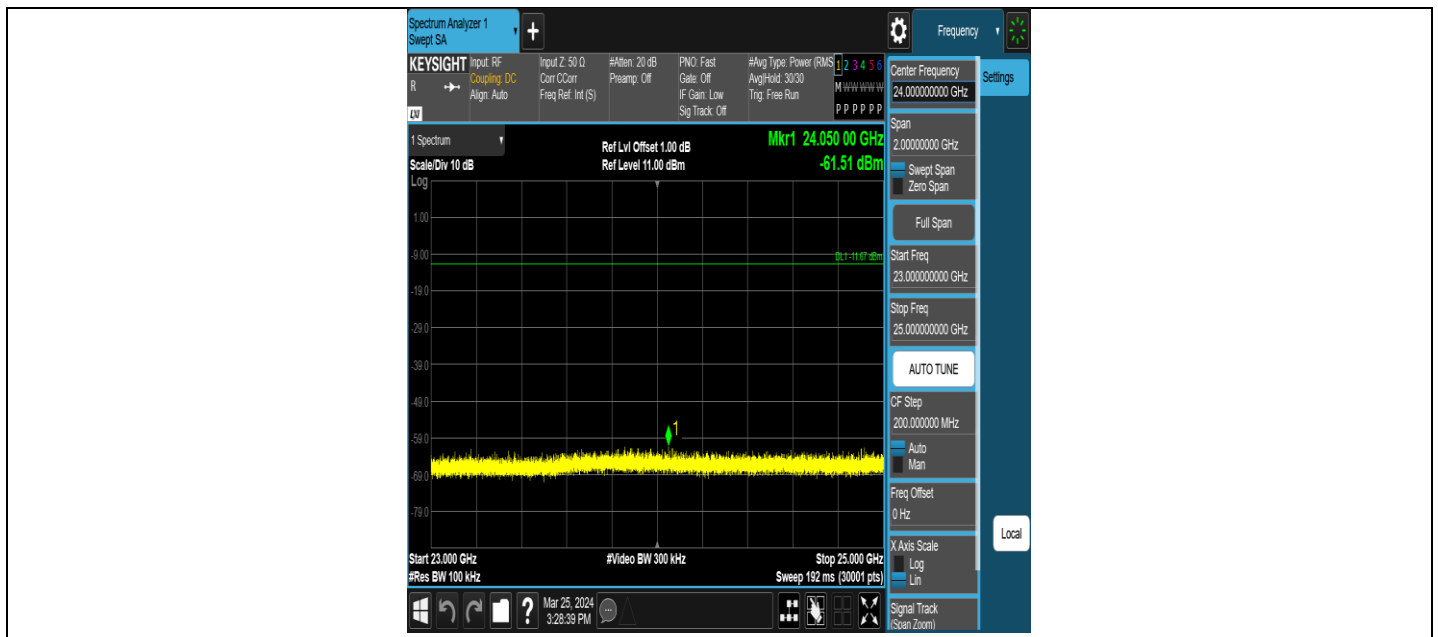 Spectrum Analyzer 1
Swept SA
+
Frequency
KEYSIGHT
R
LXI
Input: RF
Coupling: DC
Align: Auto
Input Z: 50 Ω
Corr CCorr
Freq Ref: Int (S)
#Atten: 20 dB
Preamp: Off
PNO: Fast
Gate: Off
IF Gain: Low
Sig Track: Off
#Avg Type: Power (RMS
Avg|Hold: 30/30
Trig: Free Run
1 2 3 4 5 6
M W W W W W
P P P P P P
1 Spectrum
Scale/Div 10 dB
Log
Ref Lvl Offset 1.00 dB
Ref Level 11.00 dBm
Mkr1 24.050 00 GHz
-61.51 dBm
1.00
-9.00
DL1 -11.67 dBm
-19.0
-29.0
-39.0
-49.0
-59.0
-69.0
-79.0
1
Start 23.000 GHz
#Res BW 100 kHz
#Video BW 300 kHz
Stop 25.000 GHz
Sweep 192 ms (30001 pts)
Center Frequency
24.000000000 GHz
Settings
Span
2.00000000 GHz
Swept Span
Zero Span
Full Span
Start Freq
23.000000000 GHz
Stop Freq
25.000000000 GHz
AUTO TUNE
CF Step
200.000000 MHz
Auto
Man
Freq Offset
0 Hz
X Axis Scale
Log
Lin
Local
Signal Track
(Span Zoom)
?
Mar 25, 2024
3:28:39 PM